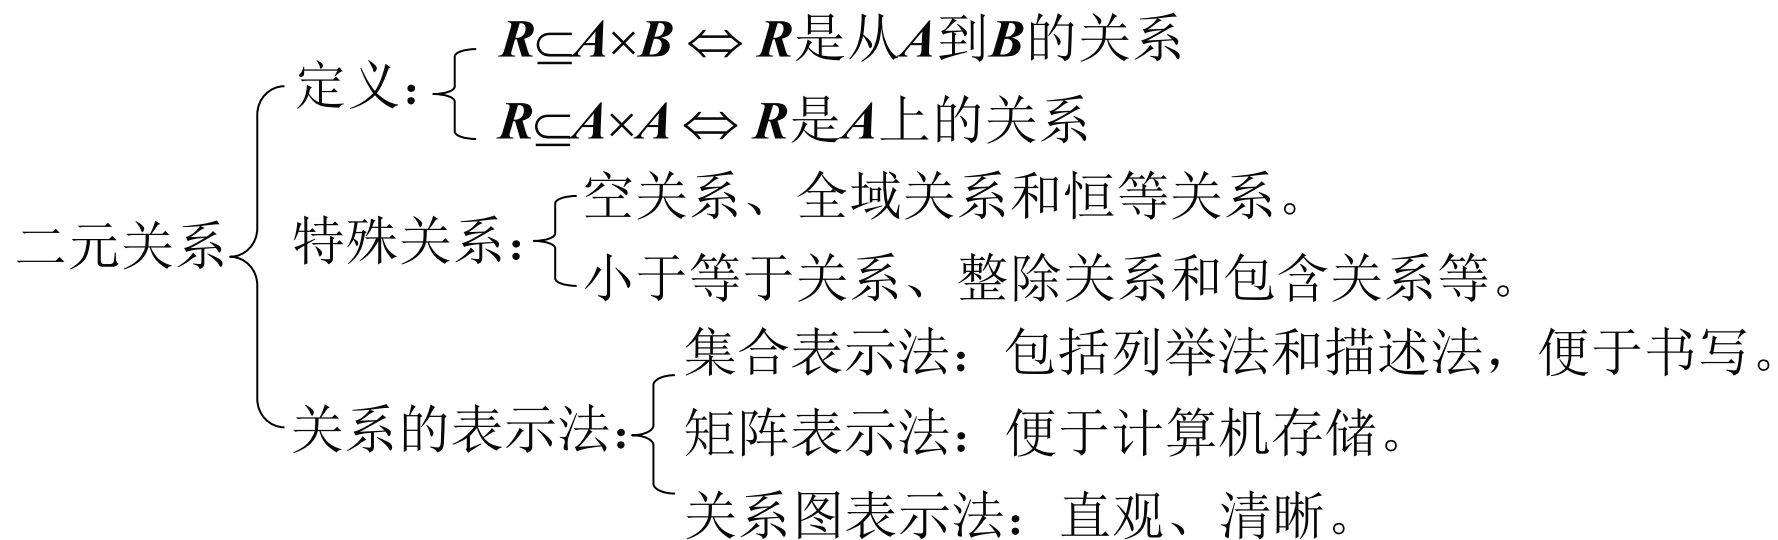 R⊆A×B ⇔ R是从A到B的关系
定义：
R⊆A×A ⇔ R是A上的关系
空关系、全域关系和恒等关系。
二元关系
特殊关系：
小于等于关系、整除关系和包含关系等。
集合表示法：包括列举法和描述法，便于书写。
关系的表示法：
矩阵表示法：便于计算机存储。
关系图表示法：直观、清晰。